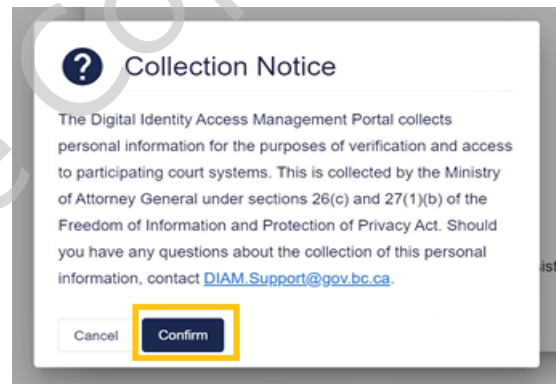 Collection Notice
The Digital Identity Access Management Portal collects
personal information for the purposes of verification and access
to participating court systems. This is collected by the Ministry
of Attorney General under sections 26(c) and 27(1)(b) of the
Freedom of Information and Protection of Privacy Act. Should
you have any questions about the collection of this personal
information, contact DIAM.Support@gov.bc.ca.
Cancel Confirm